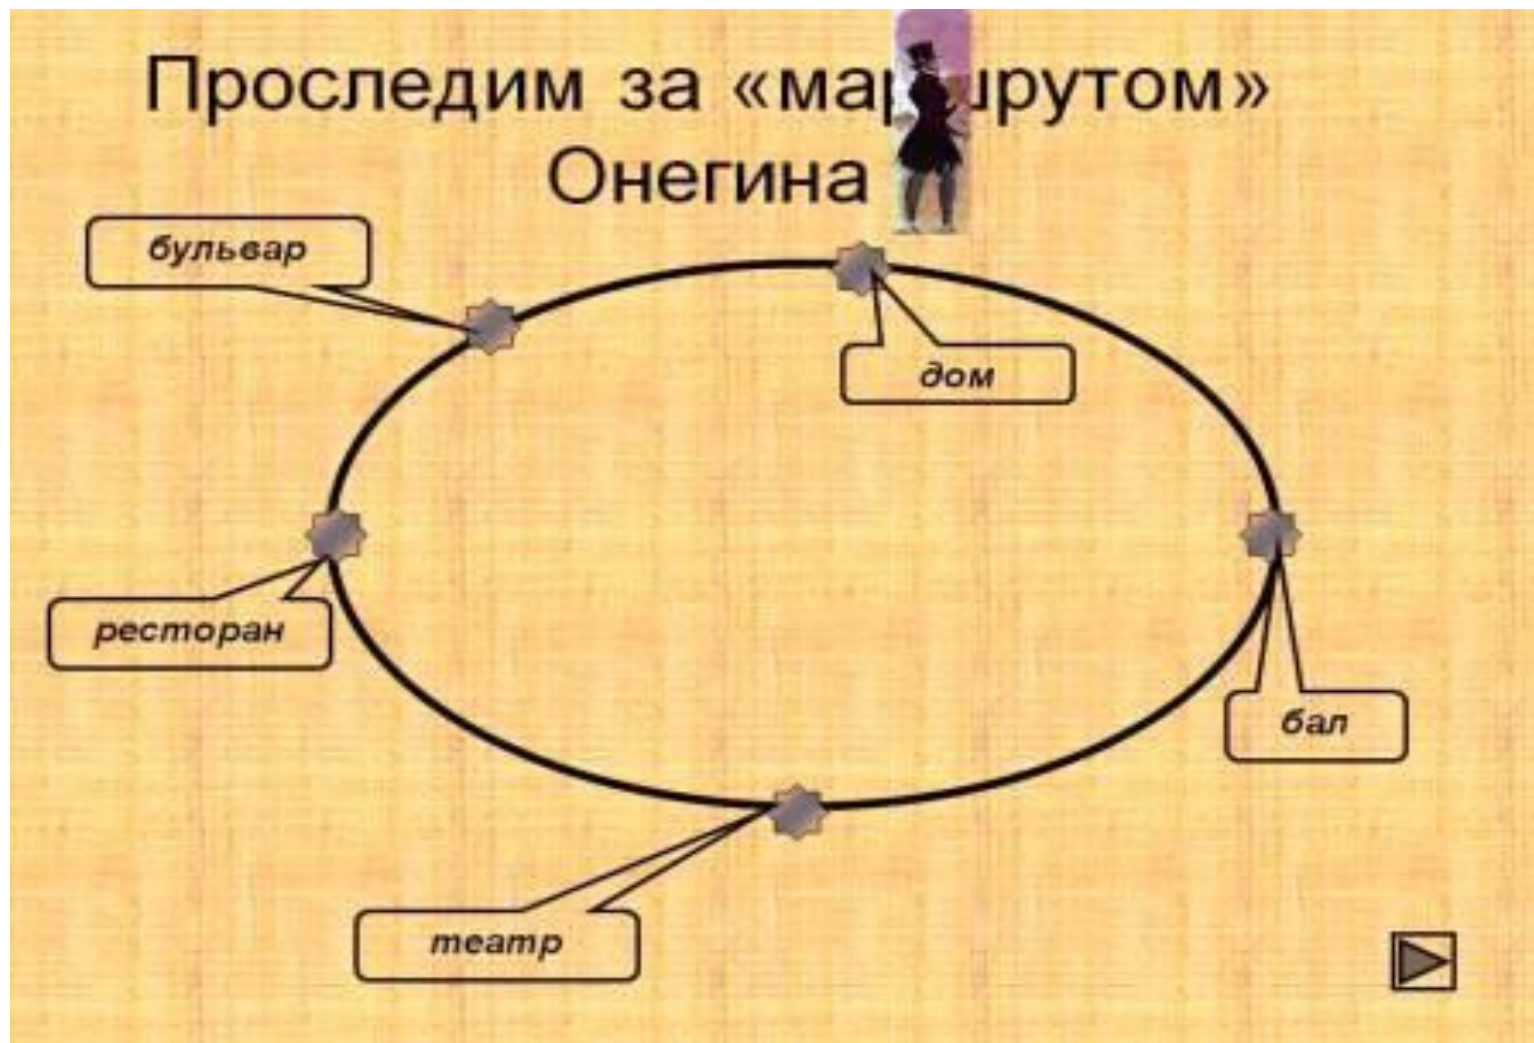 Проследим за «маршрутом»
Онегина
бульвар
дом
ресторан
бал
театр